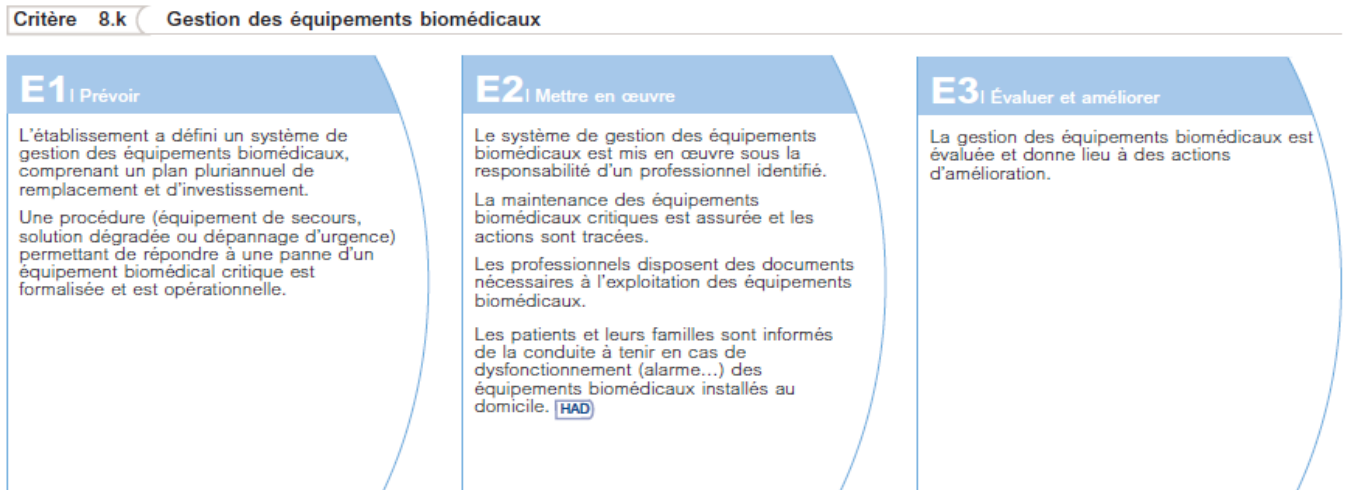 Critère 8.k Gestion des équipements biomédicaux
E1 | Prévoir
L'établissement a défini un système de
gestion des équipements biomédicaux,
comprenant un plan pluriannuel de
remplacement et d'investissement.
Une procédure (équipement de secours,
solution dégradée ou dépannage d'urgence)
permettant de répondre à une panne d'un
équipement biomédical critique est
formalisée et est opérationnelle.
E2 | Mettre en œuvre
Le système de gestion des équipements
biomédicaux est mis en œuvre sous la
responsabilité d'un professionnel identifié.
La maintenance des équipements
biomédicaux critiques est assurée et les
actions sont tracées.
Les professionnels disposent des documents
nécessaires à l'exploitation des équipements
biomédicaux.
Les patients et leurs familles sont informés
de la conduite à tenir en cas de
dysfonctionnement (alarme…) des
équipements biomédicaux installés au
domicile. HAD
E3 | Évaluer et améliorer
La gestion des équipements biomédicaux est
évaluée et donne lieu à des actions
d'amélioration.